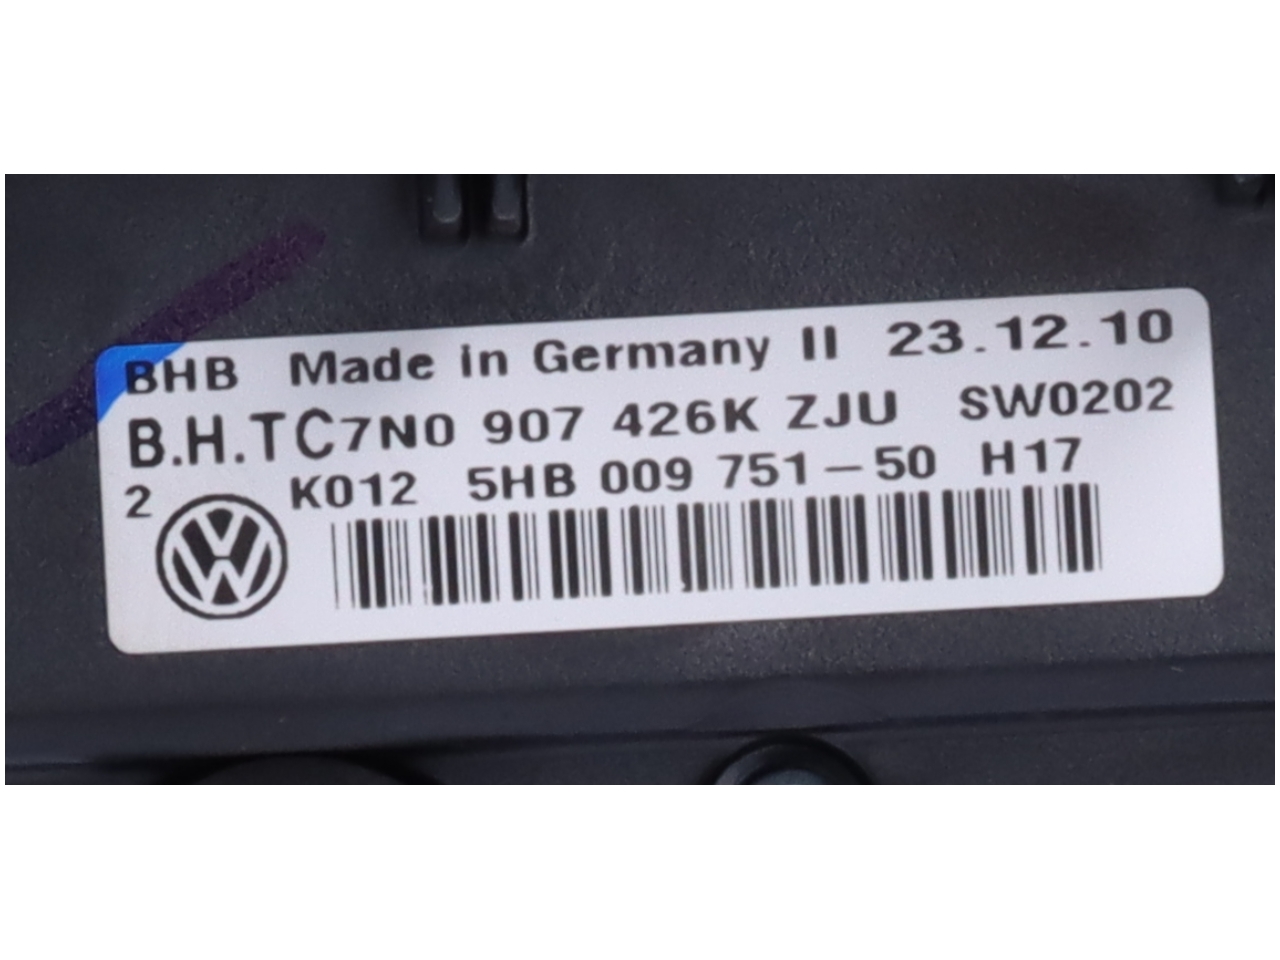 BHB Made in Germany II 23.12.10
B.H.TC7N0 907 426K ZJU SW0202
2 K012 5HB 009 751-50 H17